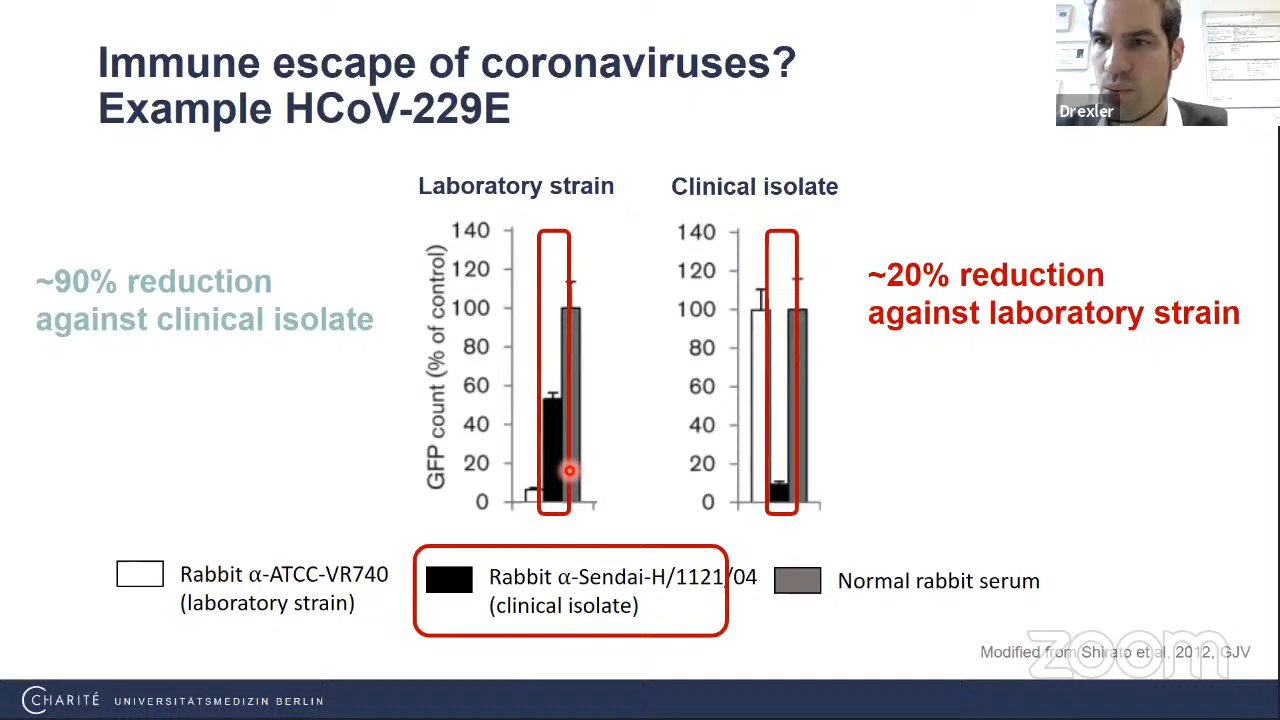 Immune escape of coronaviruses?
Example HCoV-229E
Drexler
Laboratory strain
Clinical isolate
~90% reduction
against clinical isolate
~20% reduction
against laboratory strain
GFP count (% of control)
140
120
100
80
60
40
20
0
140
120
100
80
60
40
20
0
Rabbit α-ATCC-VR740
(laboratory strain)
Rabbit α-Sendai-H/1121/04
(clinical isolate)
Normal rabbit serum
Modified from Shirato et al, 2012, GJV
zoom
CHARITÉ UNIVERSITÄTSMEDIZIN BERLIN